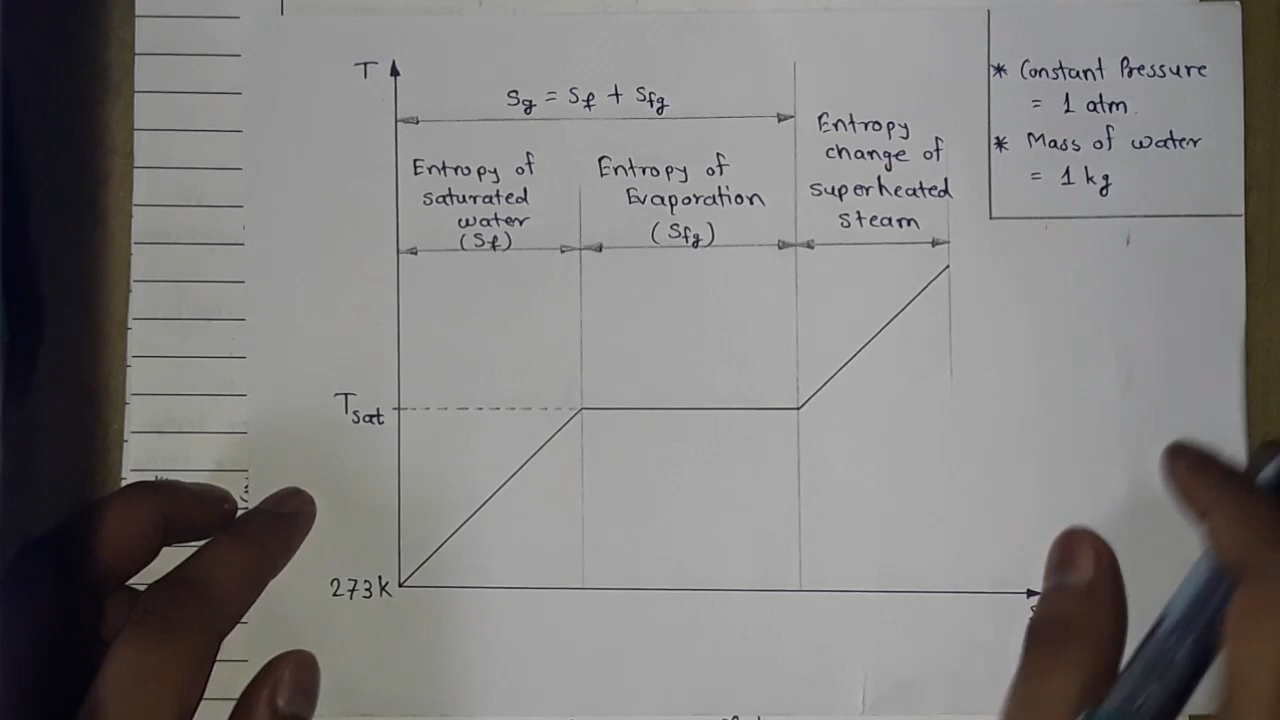 T
Sg = Sf + Sfg
Entropy of
saturated
water
(Sf)
Entropy of
Evaporation
(Sfg)
Entropy
change of
superheated
steam
* Constant Pressure
= 1 atm.
* Mass of water
= 1 kg
Tsat
273K